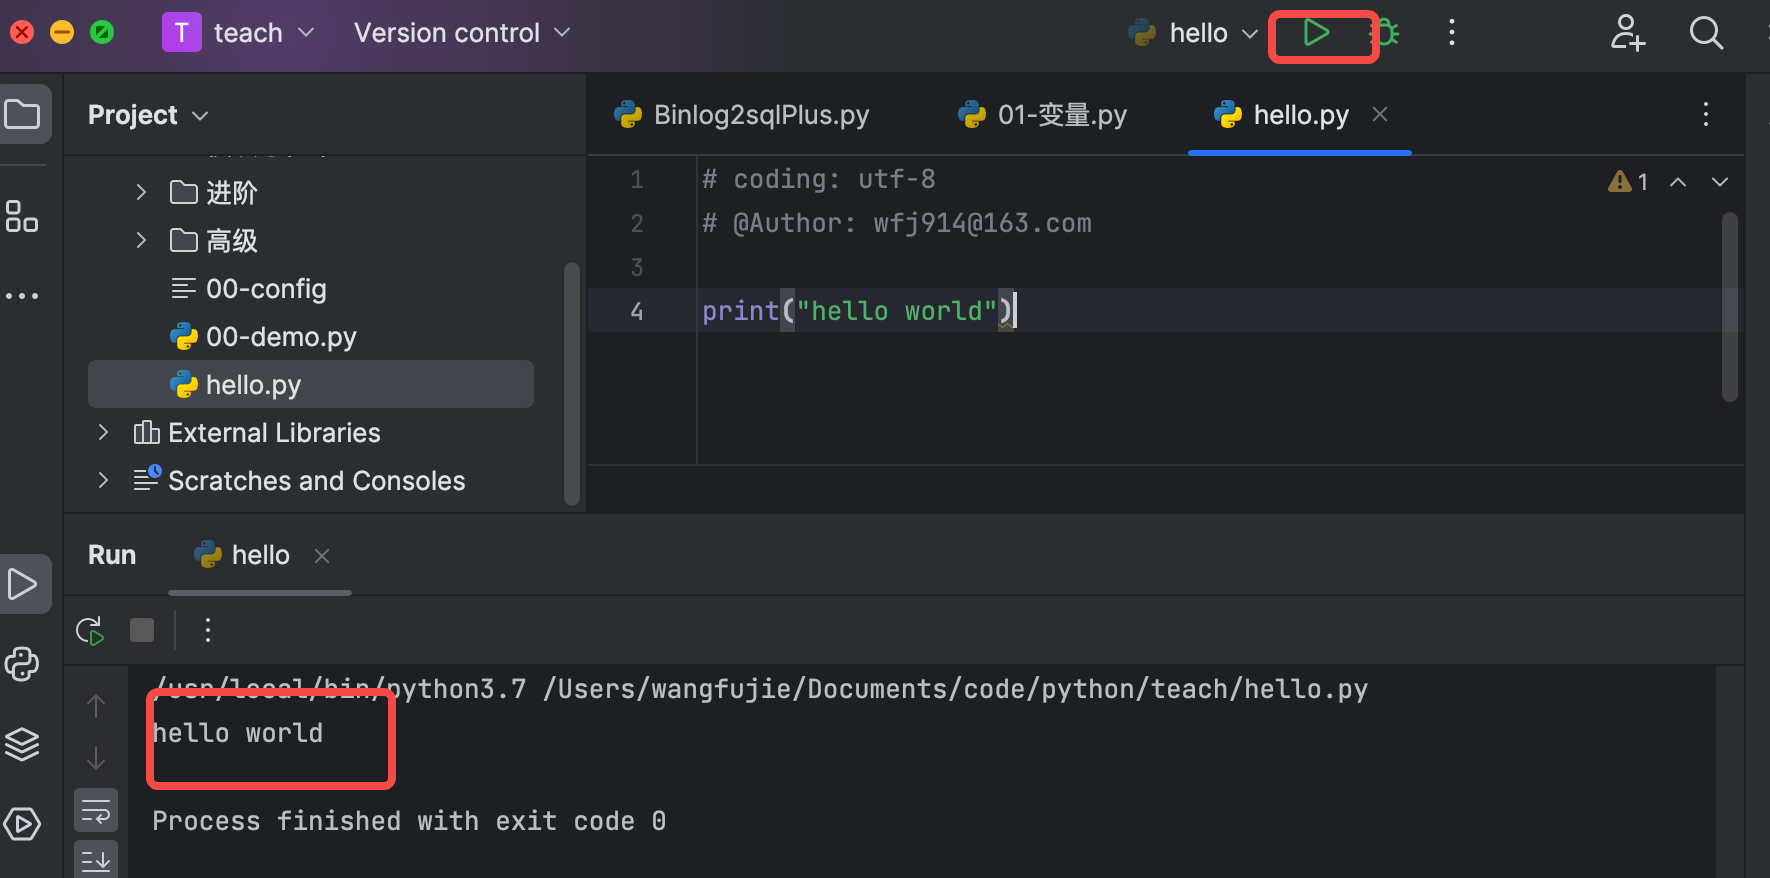 T teach Version control hello
Project
Binlog2sqlPlus.py 01-变量.py hello.py
进阶
高级
00-config
00-demo.py
hello.py
External Libraries
Scratches and Consoles
1 # coding: utf-8
2 # @Author: wfj914@163.com
3
4 print("hello world")
1
Run hello
/usr/local/bin/python3.7 /Users/wangfujie/Documents/code/python/teach/hello.py
hello world
Process finished with exit code 0